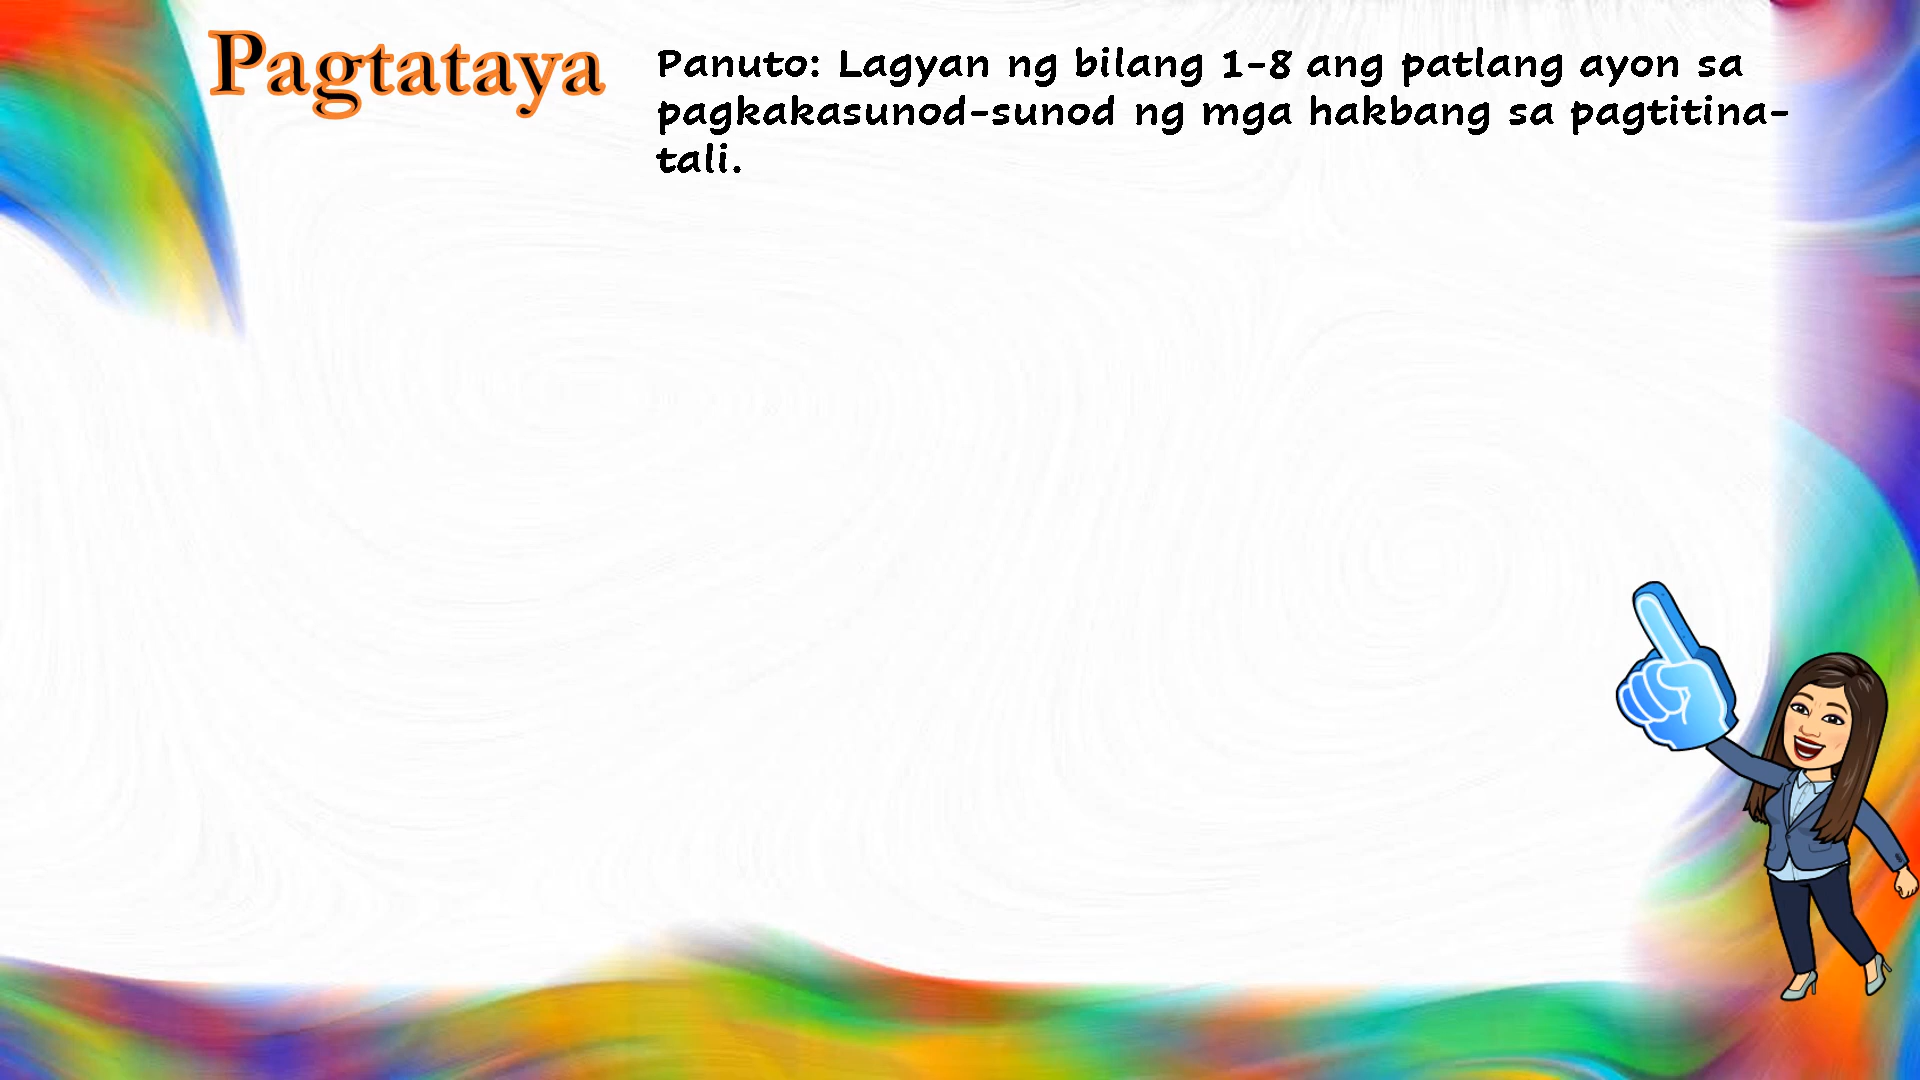 Pagtataya
Panuto: Lagyan ng bilang 1-8 ang patlang ayon sa
pagkakasunod-sunod ng mga hakbang sa pagtitina-
tali.